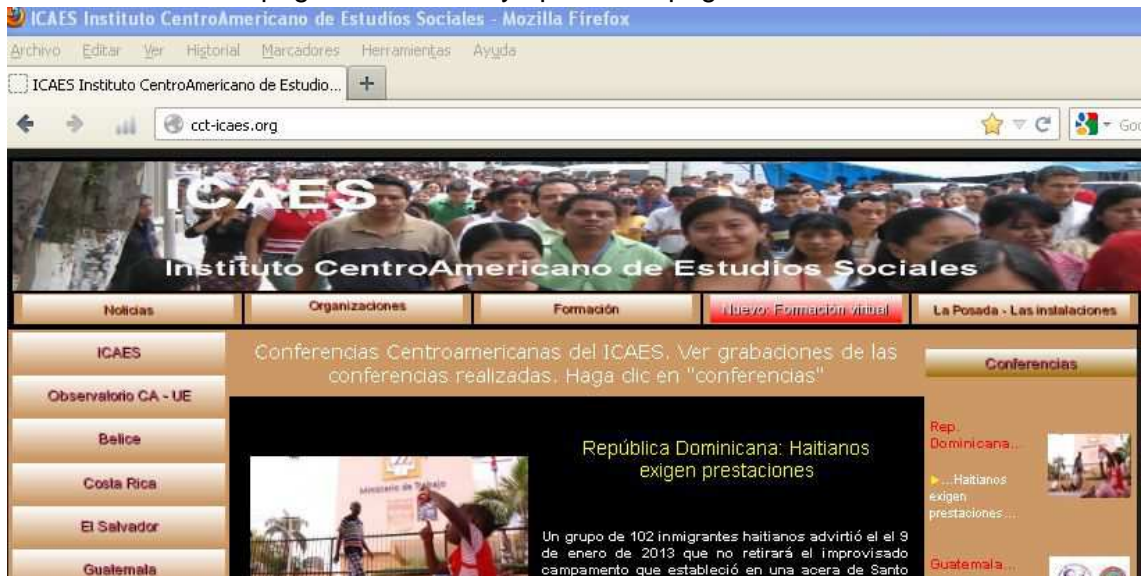 ICAES Instituto CentroAmericano de Estudios Sociales - Mozilla Firefox
Archivo Editar Ver Historial Marcadores Herramientas Ayuda
ICAES Instituto CentroAmericano de Estudio... +
cct-icaes.org
Goo
ICAES
Instituto CentroAmericano de Estudios Sociales
Noticias
Organizaciones
Formación
Nuevo: Formación virtual
La Posada - Las instalaciones
ICAES
Observatorio CA - UE
Belice
Costa Rica
El Salvador
Guatemala
Conferencias Centroamericanas del ICAES. Ver grabaciones de las
conferencias realizadas. Haga clic en "conferencias"
Ministerio de Trabajo
República Dominicana: Haitianos
exigen prestaciones
Un grupo de 102 inmigrantes haitianos advirtió el el 9
de enero de 2013 que no retirará el improvisado
campamento que estableció en una acera de Santo
Conferencias
Rep.
Dominicana...
...Haitianos
exigen
prestaciones...
Guatemala...